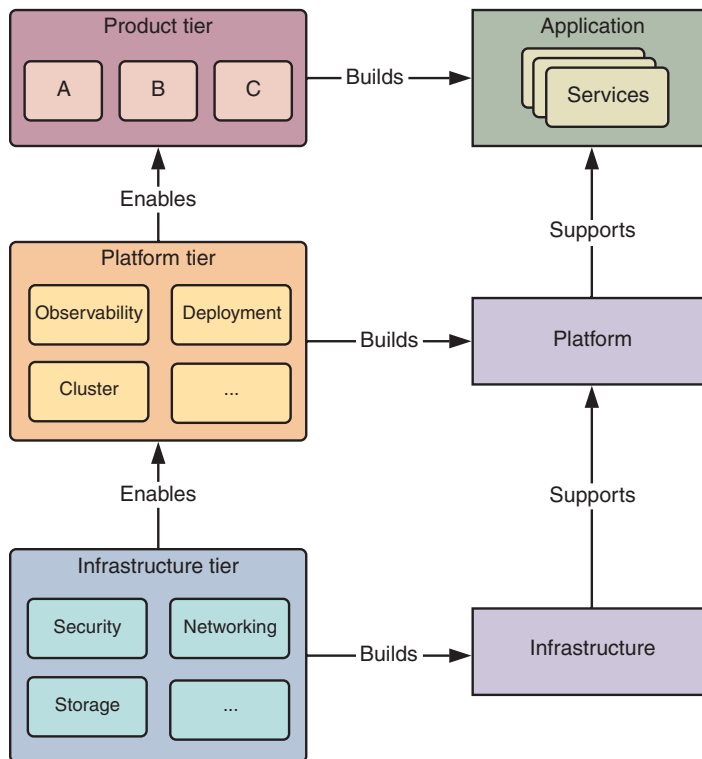 Product tier
A
B
C
Builds
Application
Services
Enables
Supports
Platform tier
Observability
Deployment
Cluster
...
Builds
Platform
Enables
Supports
Infrastructure tier
Security
Networking
Storage
...
Builds
Infrastructure